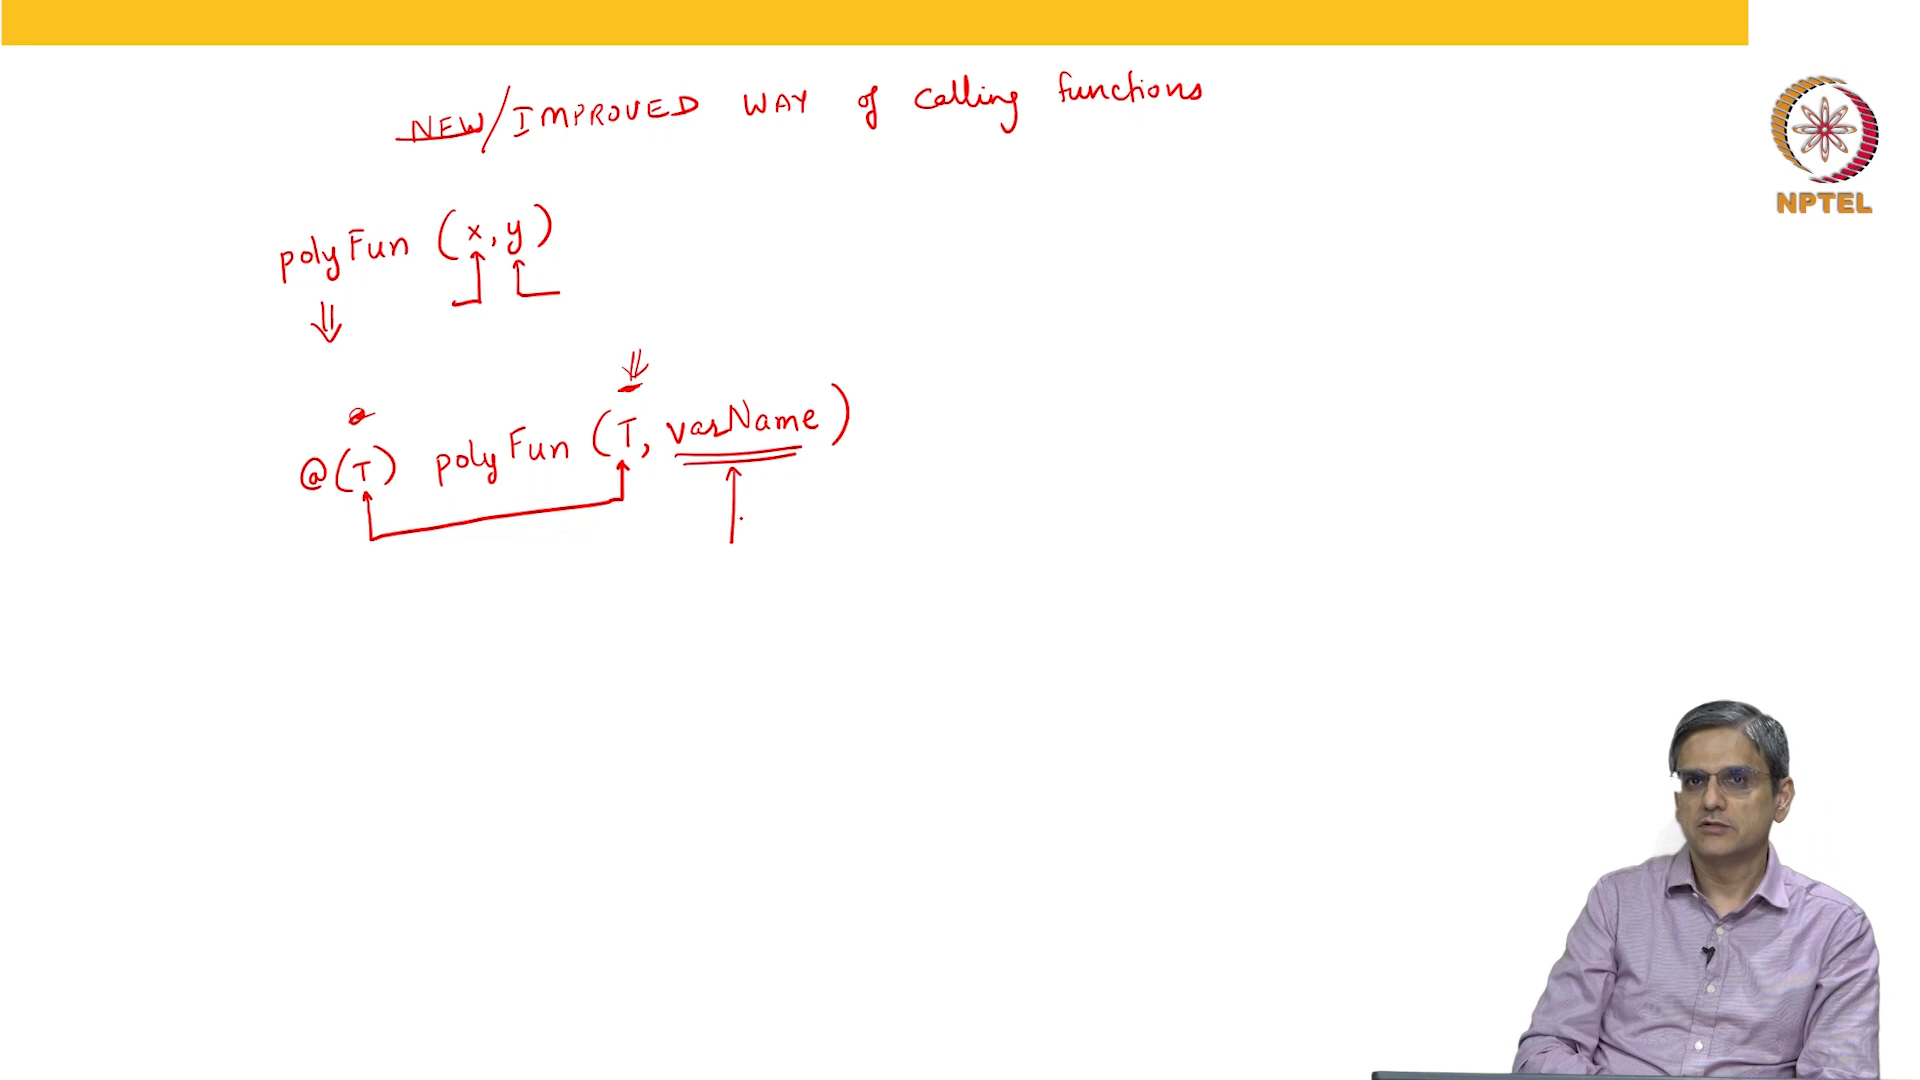 NEW/IMPROVED WAY of calling functions
NPTEL
polyFun (x, y)
@(T) polyFun (T, varName)